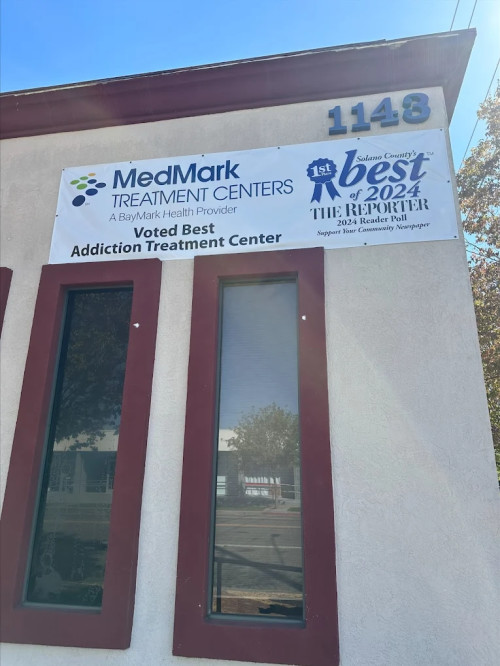 1148
MedMark
TREATMENT CENTERS
A BayMark Health Provider
Voted Best
Addiction Treatment Center
1st
Solano County's
best
of 2024
THE REPORTER
2024 Reader Poll
Support Your Community Newspaper